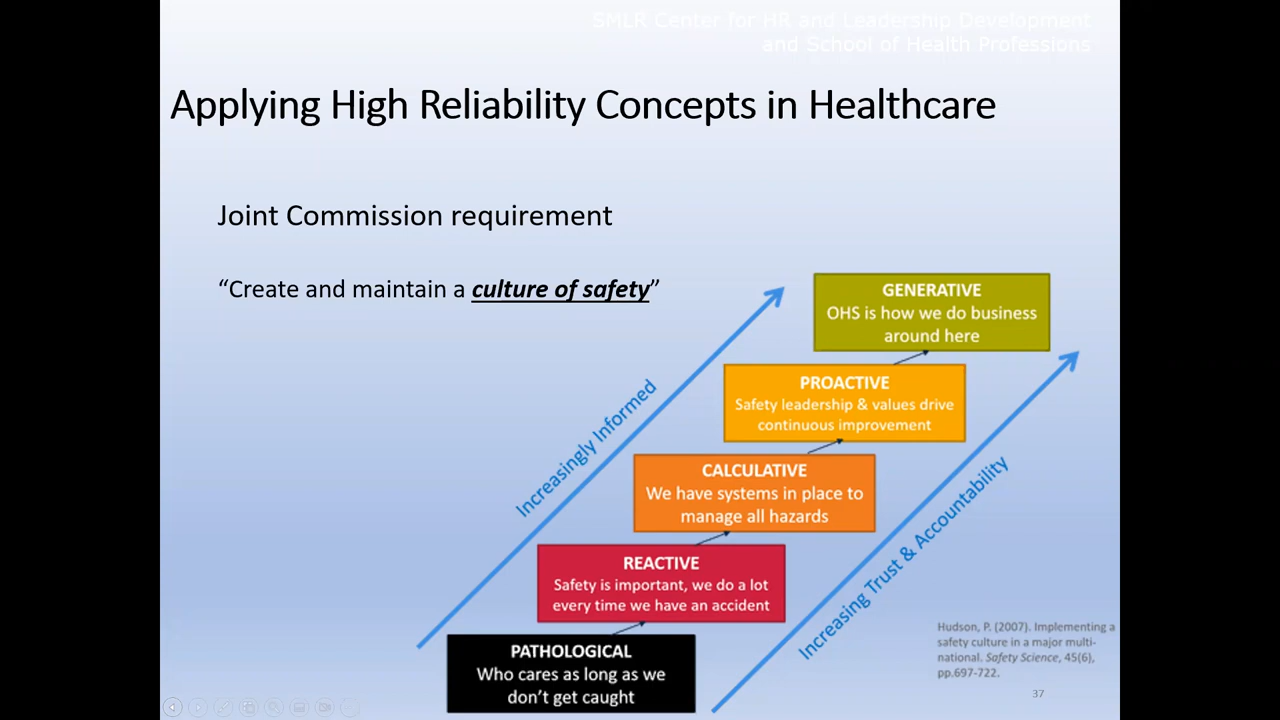 SMLR Center for HR and Leadership Development
and School of Health Professions
Applying High Reliability Concepts in Healthcare
Joint Commission requirement
“Create and maintain a culture of safety”
GENERATIVE
OHS is how we do business
around here
PROACTIVE
Safety leadership & values drive
continuous improvement
Increasingly Informed
CALCULATIVE
We have systems in place to
manage all hazards
Increasing Trust & Accountability
REACTIVE
Safety is important, we do a lot
every time we have an accident
PATHOLOGICAL
Who cares as long as we
don’t get caught
Hudson, P. (2007). Implementing a
safety culture in a major multi-
national. Safety Science, 45(6),
pp.697-722.
37